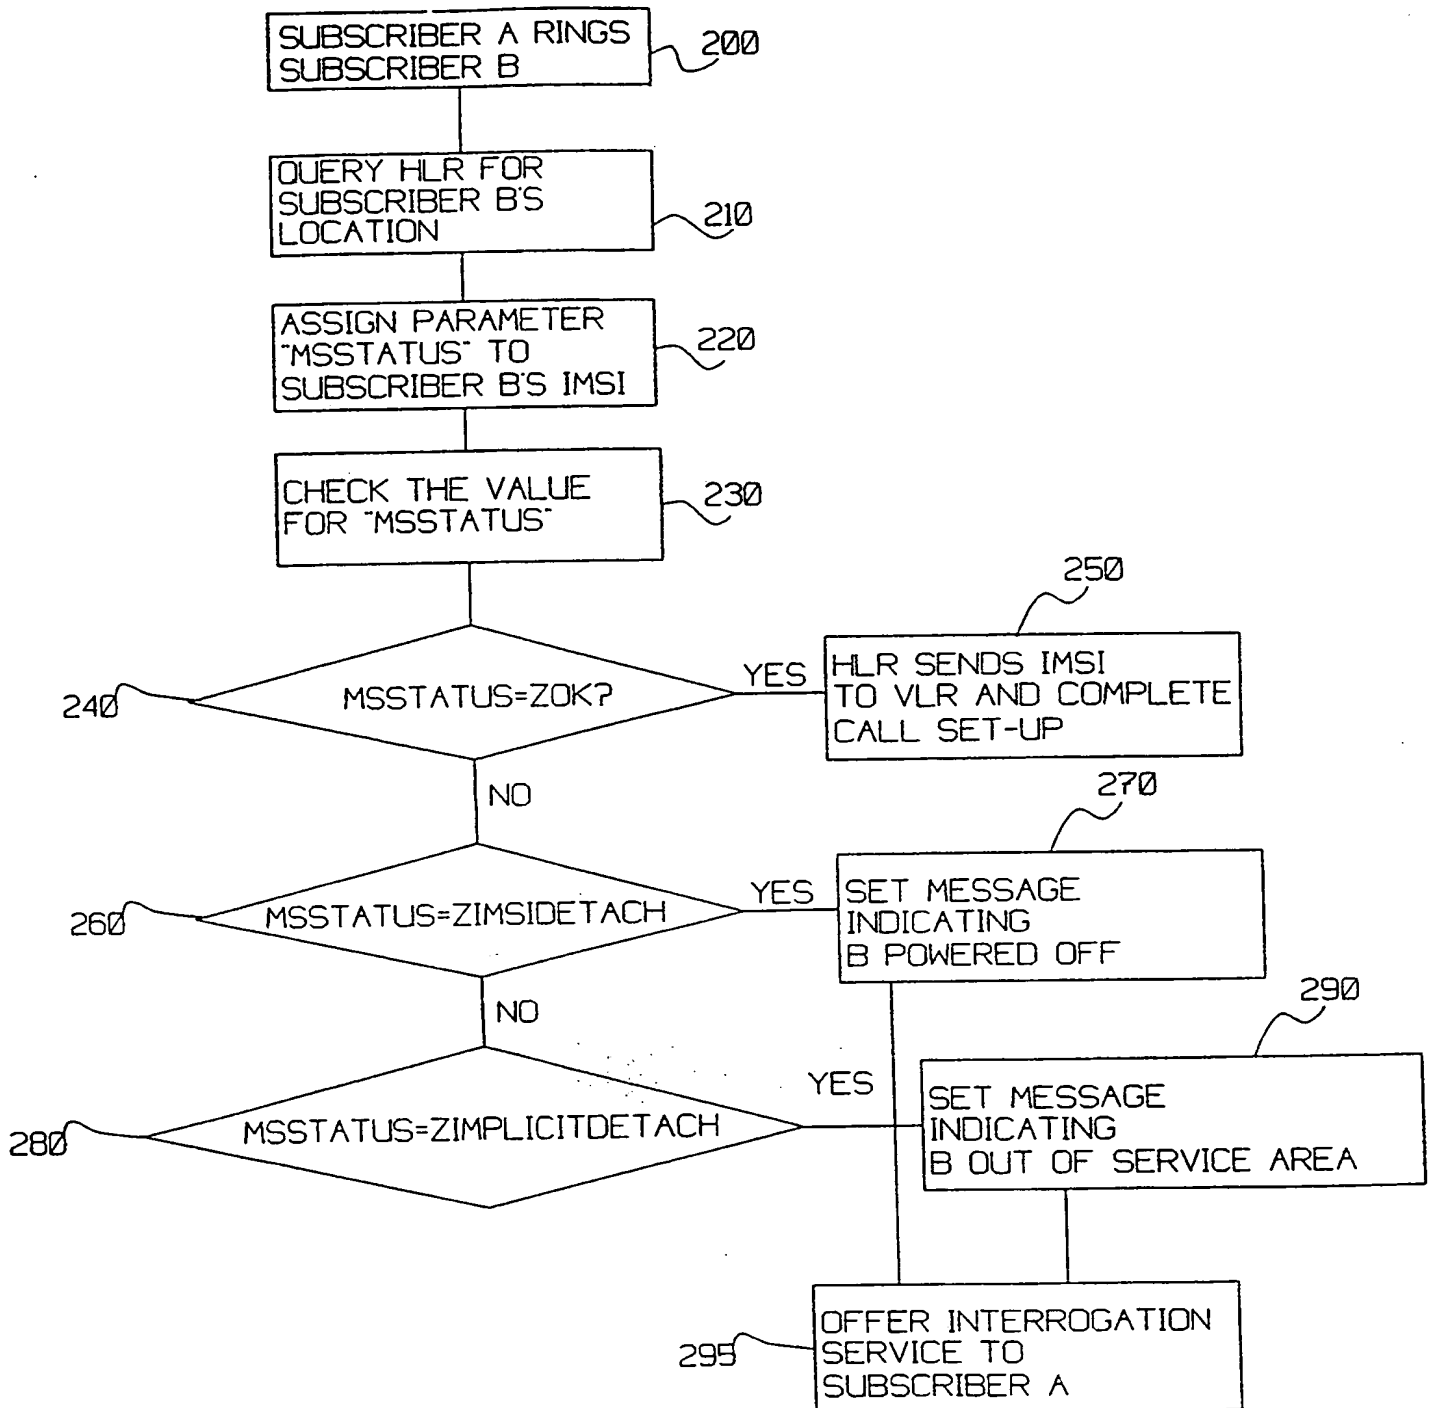 SUBSCRIBER A RINGS
SUBSCRIBER B
200
QUERY HLR FOR
SUBSCRIBER B'S
LOCATION
210
ASSIGN PARAMETER
"MSSTATUS" TO
SUBSCRIBER B'S IMSI
220
CHECK THE VALUE
FOR "MSSTATUS"
230
240
MSSTATUS=ZOK?
YES
250
HLR SENDS IMSI
TO VLR AND COMPLETE
CALL SET-UP
NO
260
MSSTATUS=ZIMSIDETACH
YES
270
SET MESSAGE
INDICATING
B POWERED OFF
NO
280
MSSTATUS=ZIMPLICITDETACH
YES
290
SET MESSAGE
INDICATING
B OUT OF SERVICE AREA
295
OFFER INTERROGATION
SERVICE TO
SUBSCRIBER A